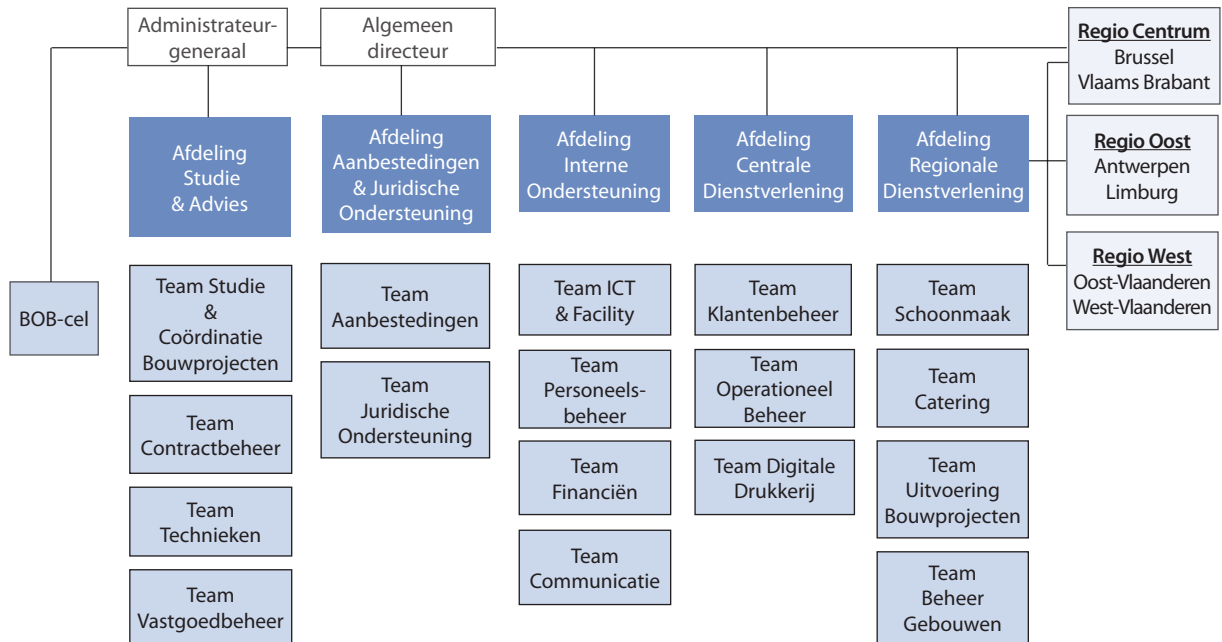 Administrateur-
generaal
Algemeen
directeur
Regio Centrum
Brussel
Vlaams Brabant
Afdeling
Studie
& Advies
Afdeling
Aanbestedingen
& Juridische
Ondersteuning
Afdeling
Interne
Ondersteuning
Afdeling
Centrale
Dienstverlening
Afdeling
Regionale
Dienstverlening
Regio Oost
Antwerpen
Limburg
Regio West
Oost-Vlaanderen
West-Vlaanderen
BOB-cel
Team Studie
&
Coördinatie
Bouwprojecten
Team
Contractbeheer
Team
Technieken
Team
Vastgoedbeheer
Team
Aanbestedingen
Team
Juridische
Ondersteuning
Team ICT
& Facility
Team
Personeels-
beheer
Team
Financiën
Team
Communicatie
Team
Klantenbeheer
Team
Operationeel
Beheer
Team Digitale
Drukkerij
Team
Schoonmaak
Team
Catering
Team
Uitvoering
Bouwprojecten
Team
Beheer
Gebouwen